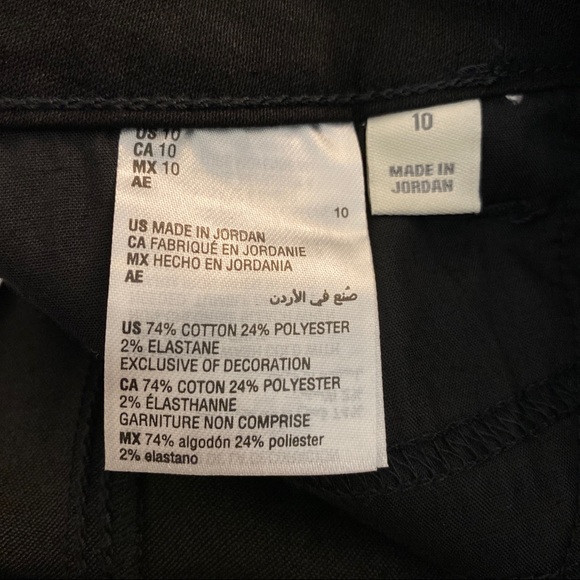 US 10
CA 10
MX 10
AE
10
US MADE IN JORDAN
CA FABRIQUÉ EN JORDANIE
MX HECHO EN JORDANIA
AE
صُنع في الأردن
US 74% COTTON 24% POLYESTER
2% ELASTANE
EXCLUSIVE OF DECORATION
CA 74% COTON 24% POLYESTER
2% ÉLASTHANNE
GARNITURE NON COMPRISE
MX 74% algodón 24% poliester
2% elastano
10
MADE IN
JORDAN